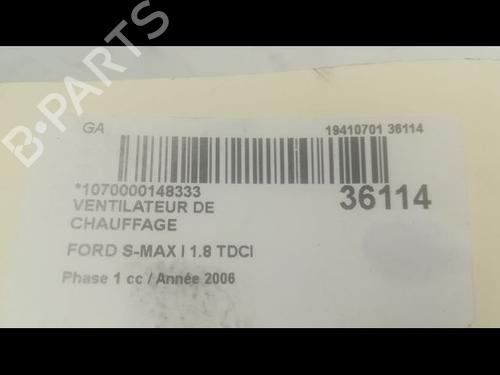 B-PARTS
GA
19410701 36114
*1070000148333
36114
VENTILATEUR DE
CHAUFFAGE
FORD S-MAX I 1.8 TDCI
Phase 1 cc / Année 2006